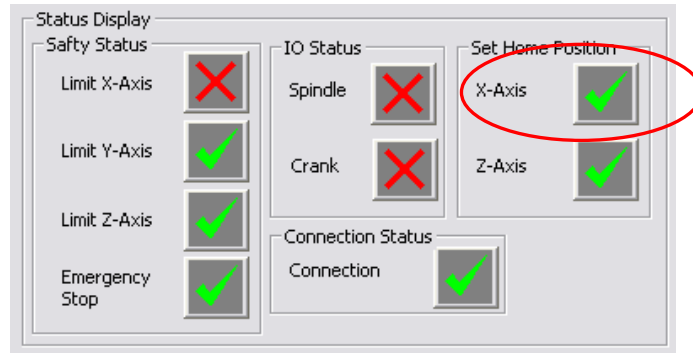 Status Display
Safty Status
Limit X-Axis
Limit Y-Axis
Limit Z-Axis
Emergency
Stop
IO Status
Spindle
Crank
Set Home Position
X-Axis
Z-Axis
Connection Status
Connection